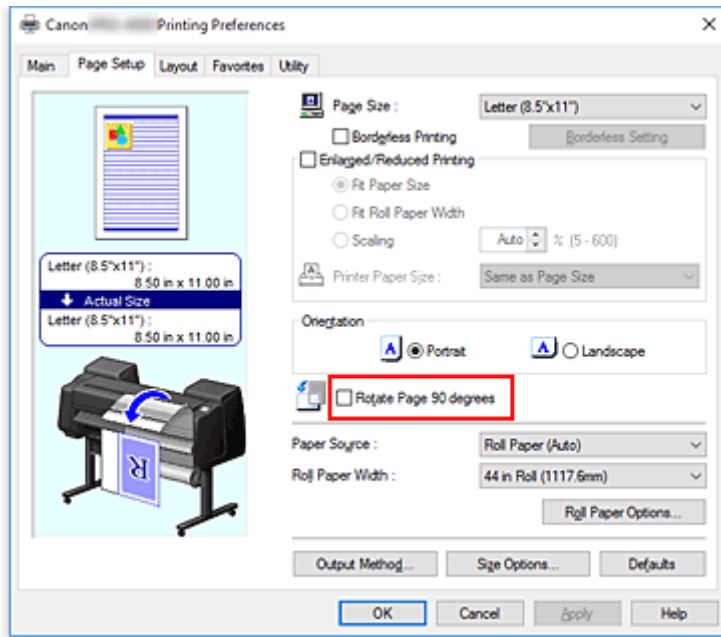 Canon Printing Preferences
Main Page Setup Layout Favorites Utility
Page Size : Letter (8.5"x11")
Borderless Printing Borderless Setting
Enlarged/Reduced Printing
Fit Paper Size
Fit Roll Paper Width
Scaling Auto % (5 - 600)
Printer Paper Size : Same as Page Size
Letter (8.5"x11") :
8.50 in x 11.00 in
Actual Size
Letter (8.5"x11") :
8.50 in x 11.00 in
Orientation
A Portrait A Landscape
Rotate Page 90 degrees
Paper Source : Roll Paper (Auto)
Roll Paper Width : 44 in Roll (1117.6mm)
Roll Paper Options...
R
Output Method... Size Options... Defaults
OK Cancel Apply Help